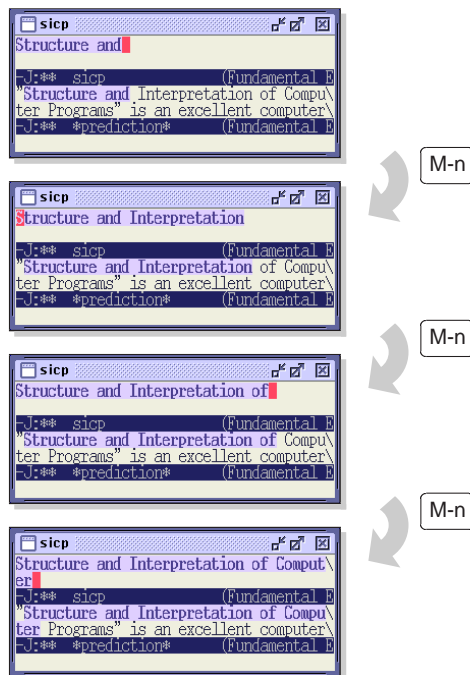 sicp
Structure and
-J:** sicp (Fundamental E
"Structure and Interpretation of Compu\
ter Programs" is an excellent computer\
-J:** *prediction* (Fundamental E
M-n
sicp
Structure and Interpretation
-J:** sicp (Fundamental E
"Structure and Interpretation of Compu\
ter Programs" is an excellent computer\
-J:** *prediction* (Fundamental E
M-n
sicp
Structure and Interpretation of
-J:** sicp (Fundamental E
"Structure and Interpretation of Compu\
ter Programs" is an excellent computer\
-J:** *prediction* (Fundamental E
M-n
sicp
Structure and Interpretation of Comput\
er
-J:** sicp (Fundamental E
"Structure and Interpretation of Compu\
ter Programs" is an excellent computer\
-J:** *prediction* (Fundamental E